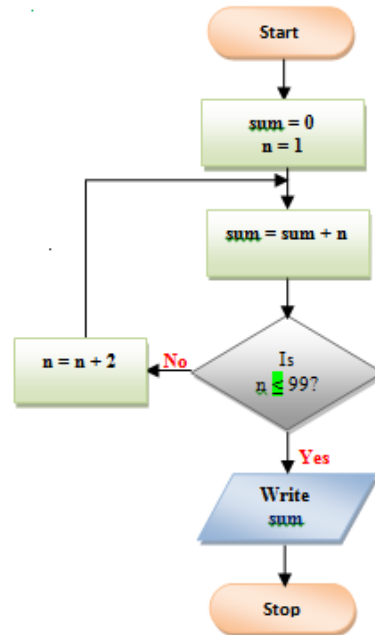 Start
sum = 0
n = 1
sum = sum + n
n = n + 2
No
Is
n ≤ 99?
Yes
Write
sum
Stop